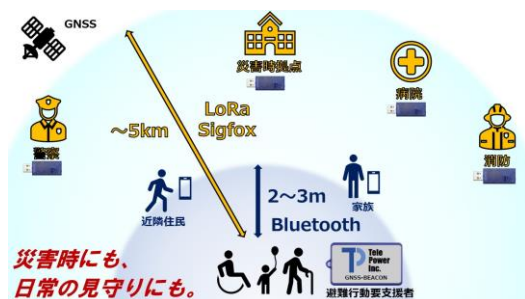 GNSS
災害時拠点
病院
LoRa
Sigfox
～5km
警察
消防
近隣住民
2～3m
Bluetooth
家族
災害時にも、
日常の見守りにも。
Tele
Power
Inc.
GNSS-BEACON
避難行動要支援者